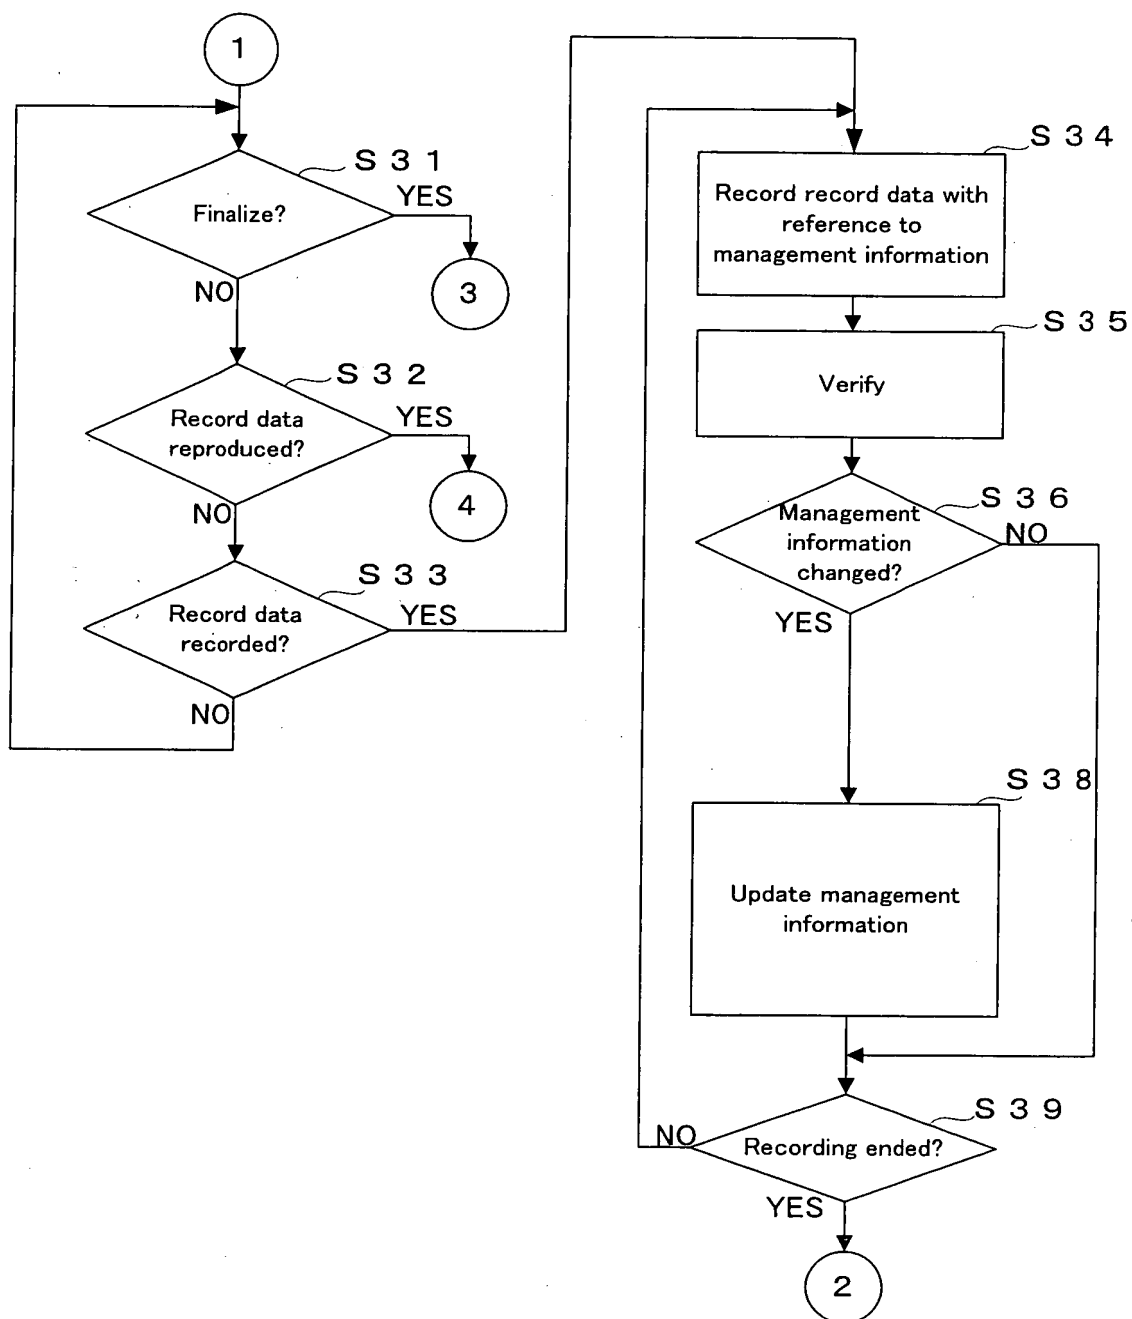 1
S31
YES
Finalize?
3
NO
S32
YES
Record data
reproduced?
4
NO
S33
YES
Record data
recorded?
NO
S34
Record record data with
reference to
management information
S35
Verify
S36
Management
information
changed?
NO
YES
S38
Update management
information
S39
NO
Recording ended?
YES
2